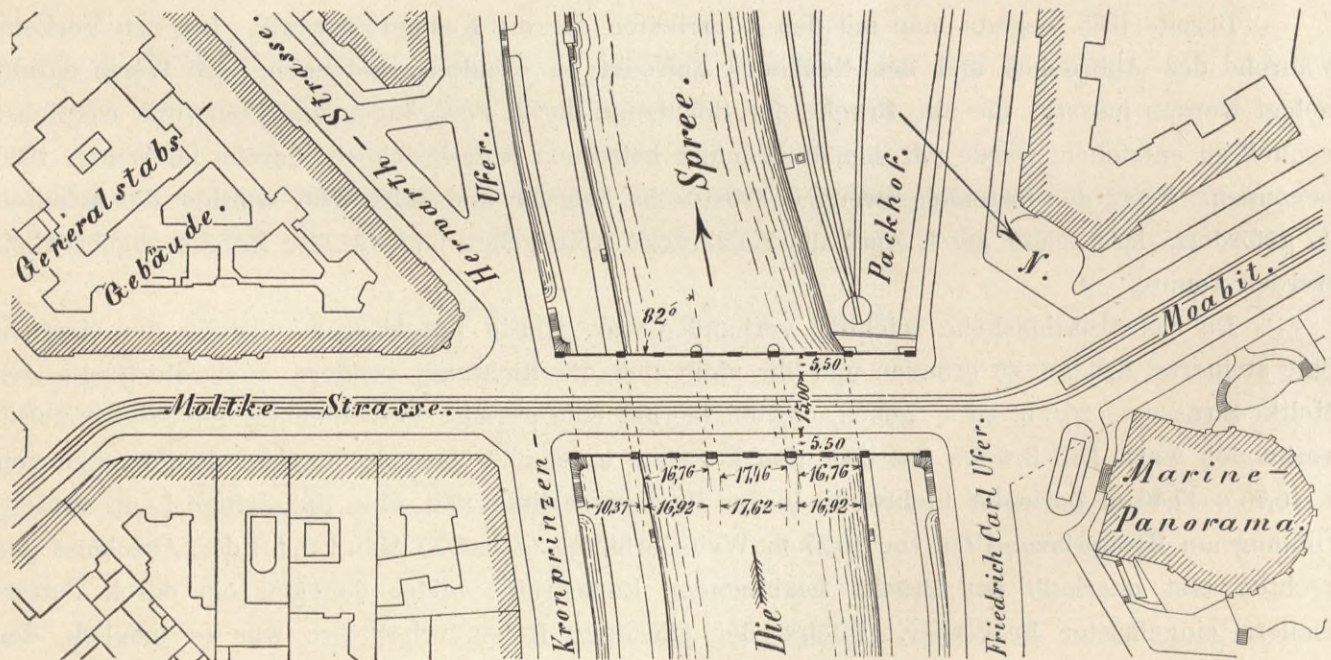 Strasse.
Generalstabs
Gebäude.
Herwarth
Ufer.
Spree
Packhof.
N.
Moabit.
82°
5,50
15,00
5,50
Moltke Strasse.
16,76 17,46 16,76
10,37 16,92 17,62 16,92
Kronprinzen-
Die
Friedrich Carl Ufer.
Marine-
Panorama.